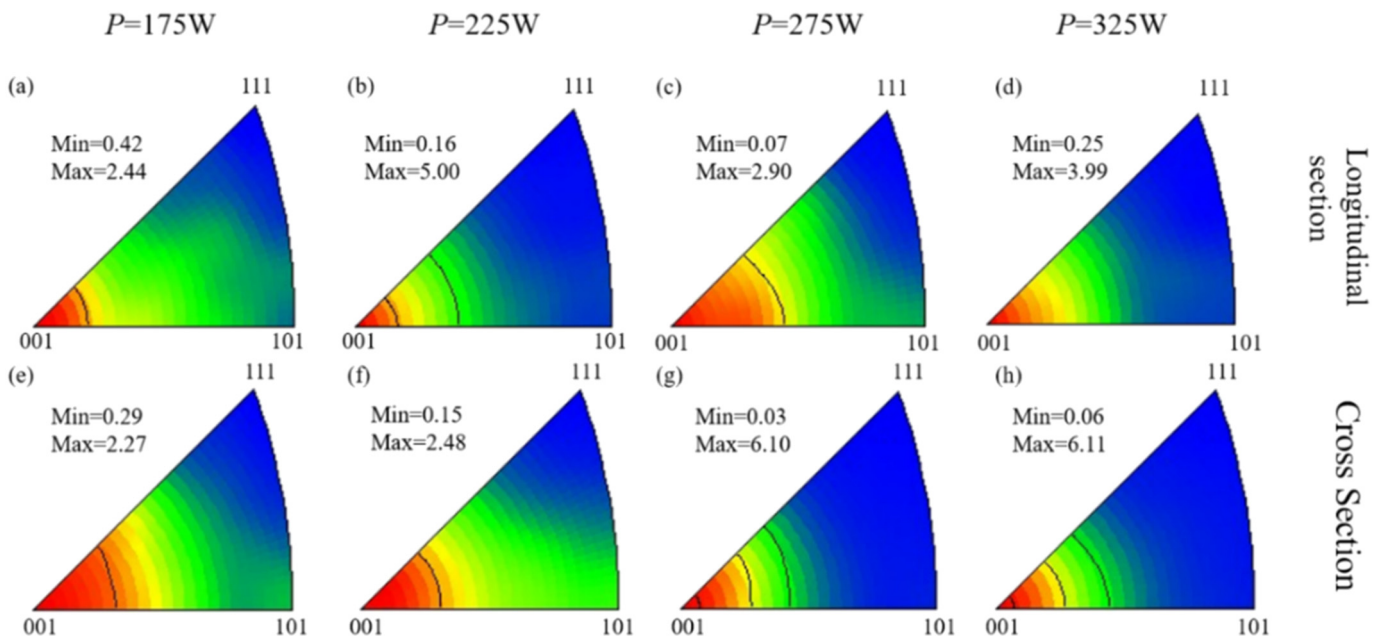 P=175W P=225W P=275W P=325W
(a) 111 (b) 111 (c) 111 (d) 111
Min=0.42 Min=0.16 Min=0.07 Min=0.25
Max=2.44 Max=5.00 Max=2.90 Max=3.99
Longitudinal
section
001 101 001 101 001 101 001 101
(e) 111 (f) 111 (g) 111 (h) 111
Min=0.29 Min=0.15 Min=0.03 Min=0.06
Max=2.27 Max=2.48 Max=6.10 Max=6.11
Cross Section
001 101 001 101 001 101 001 101